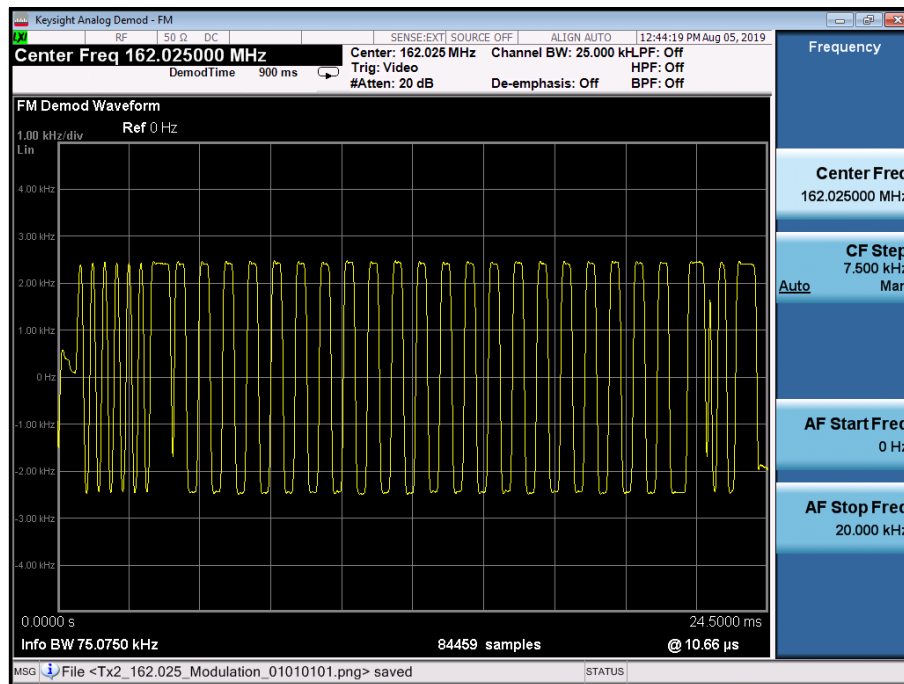 Keysight Analog Demod - FM
LXI RF 50 Ω DC SENSE:EXT SOURCE OFF ALIGN AUTO 12:44:19 PM Aug 05, 2019
Center Freq 162.025000 MHz
DemodTime 900 ms
Center: 162.025 MHz Channel BW: 25.000 kHLPF: Off
Trig: Video HPF: Off
#Atten: 20 dB De-emphasis: Off BPF: Off
FM Demod Waveform
1.00 kHz/div Ref 0 Hz
Lin
4.00 kHz
3.00 kHz
2.00 kHz
1.00 kHz
0 Hz
-1.00 kHz
-2.00 kHz
-3.00 kHz
-4.00 kHz
0.0000 s 24.5000 ms
Info BW 75.0750 kHz 84459 samples @ 10.66 µs
MSG File <Tx2_162.025_Modulation_01010101.png> saved STATUS
Frequency
Center Freq
162.025000 MHz
CF Step
7.500 kHz
Auto Man
AF Start Freq
0 Hz
AF Stop Freq
20.000 kHz